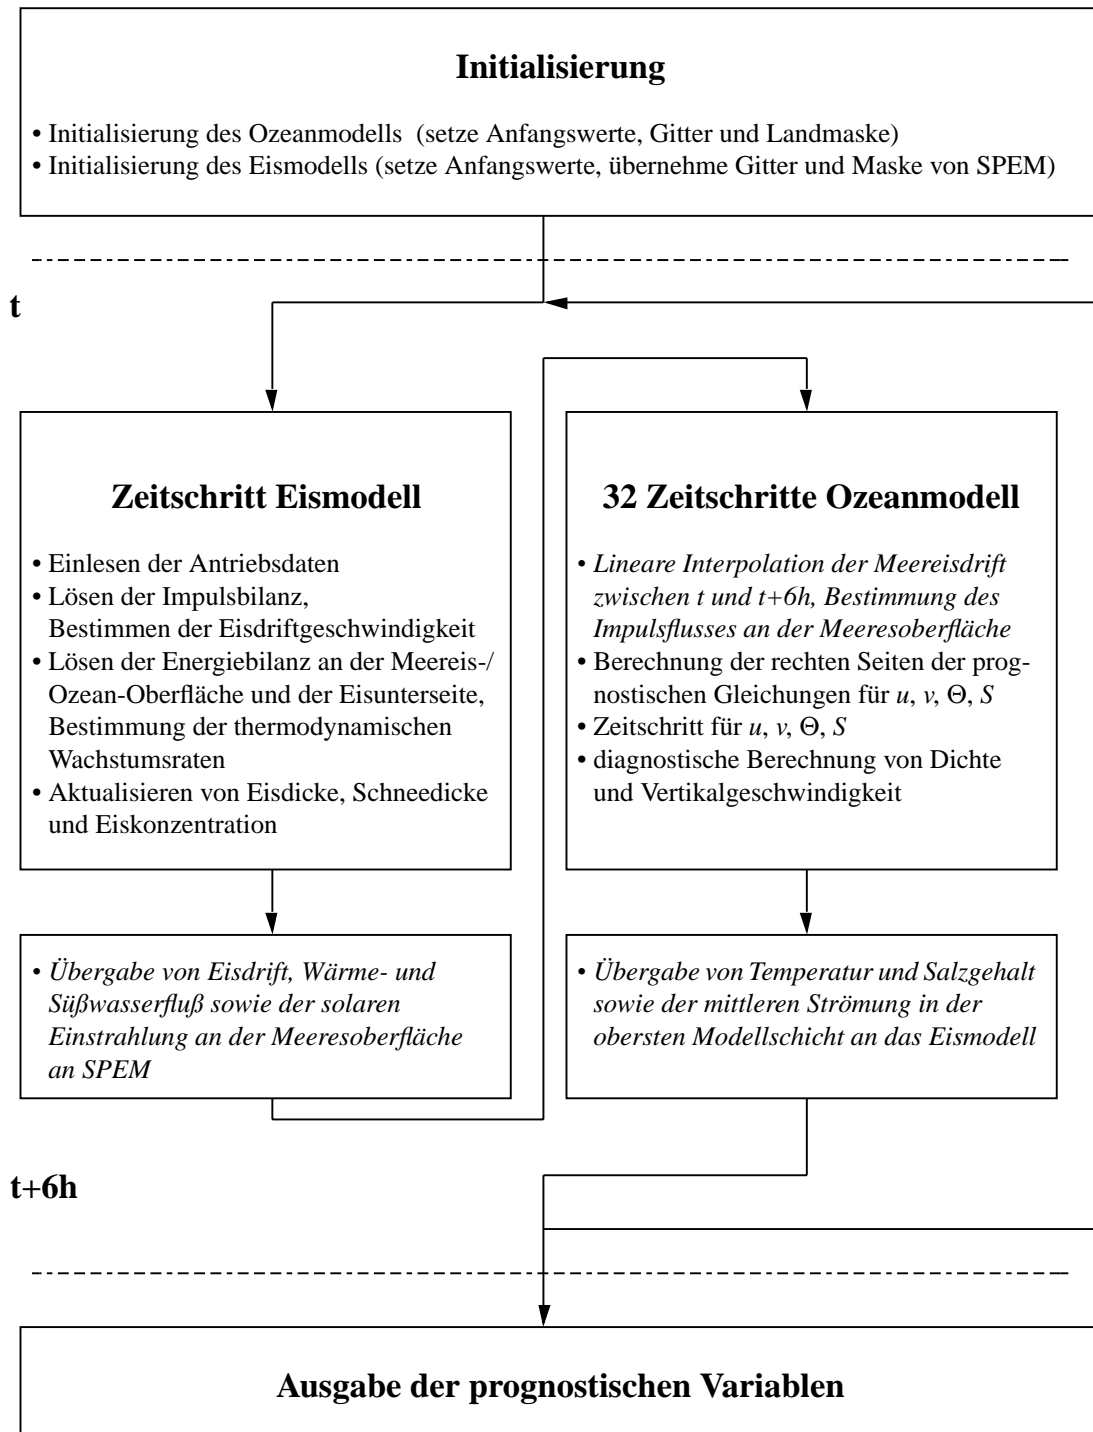 Initialisierung
• Initialisierung des Ozeanmodells (setze Anfangswerte, Gitter und Landmaske)
• Initialisierung des Eismodells (setze Anfangswerte, übernehme Gitter und Maske von SPEM)
t
Zeitschritt Eismodell
• Einlesen der Antriebsdaten
• Lösen der Impulsbilanz,
Bestimmen der Eisdriftgeschwindigkeit
• Lösen der Energiebilanz an der Meereis-/
Ozean-Oberfläche und der Eisunterseite,
Bestimmung der thermodynamischen
Wachstumsraten
• Aktualisieren von Eisdicke, Schneedicke
und Eiskonzentration
• Übergabe von Eisdrift, Wärme- und
Süßwasserfluß sowie der solaren
Einstrahlung an der Meeresoberfläche
an SPEM
32 Zeitschritte Ozeanmodell
• Lineare Interpolation der Meereisdrift
zwischen t und t+6h, Bestimmung des
Impulsflusses an der Meeresoberfläche
• Berechnung der rechten Seiten der prog-
nostischen Gleichungen für u, v, Θ, S
• Zeitschritt für u, v, Θ, S
• diagnostische Berechnung von Dichte
und Vertikalgeschwindigkeit
• Übergabe von Temperatur und Salzgehalt
sowie der mittleren Strömung in der
obersten Modellschicht an das Eismodell
t+6h
Ausgabe der prognostischen Variablen